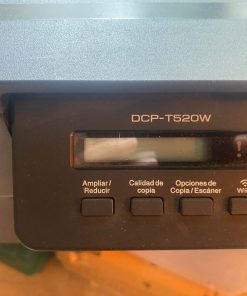 DCP-T520W
Ampliar/
Reducir
Calidad de
copia
Opciones de
Copia / Escáner